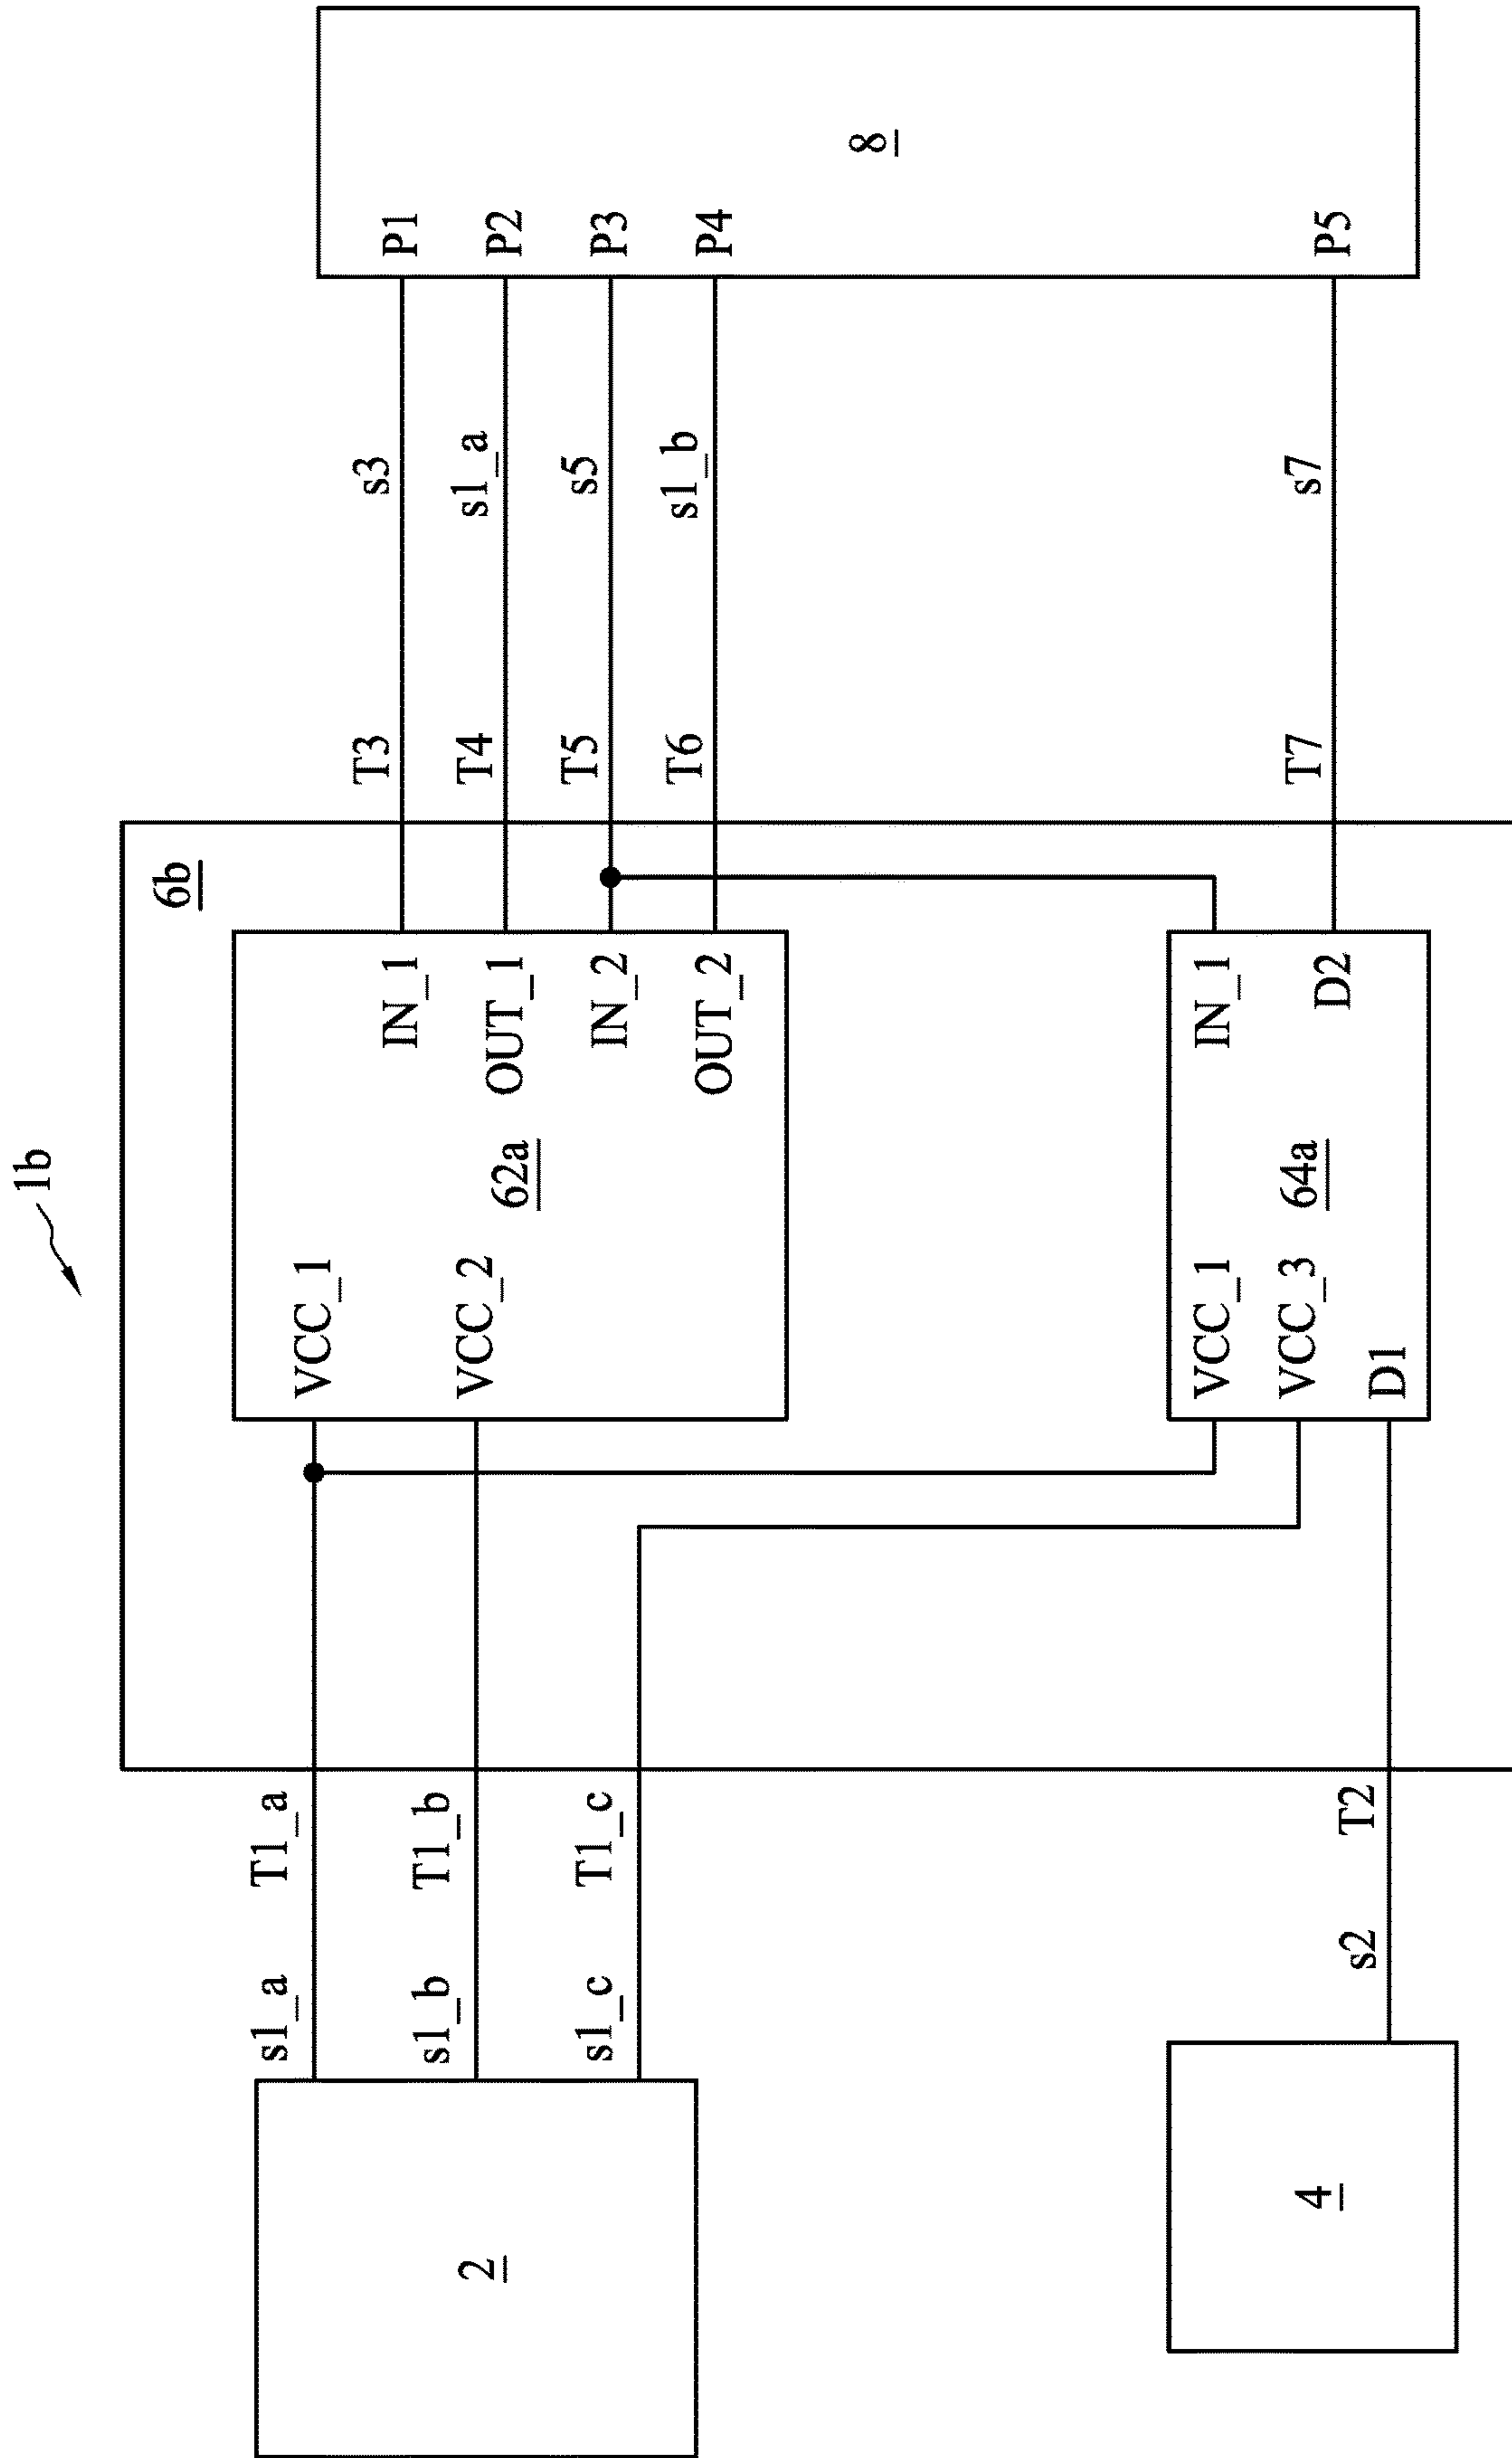 1b
6b
s1_a
T1_a
s1_b
T1_b
s1_c
T1_c
2
VCC_1
VCC_2
62a
IN_1
OUT_1
IN_2
OUT_2
T3
s3
P1
T4
s1_a
P2
T5
s5
P3
T6
s1_b
P4
8
4
s2
T2
VCC_1
VCC_3
D1
64a
IN_1
D2
T7
s7
P5